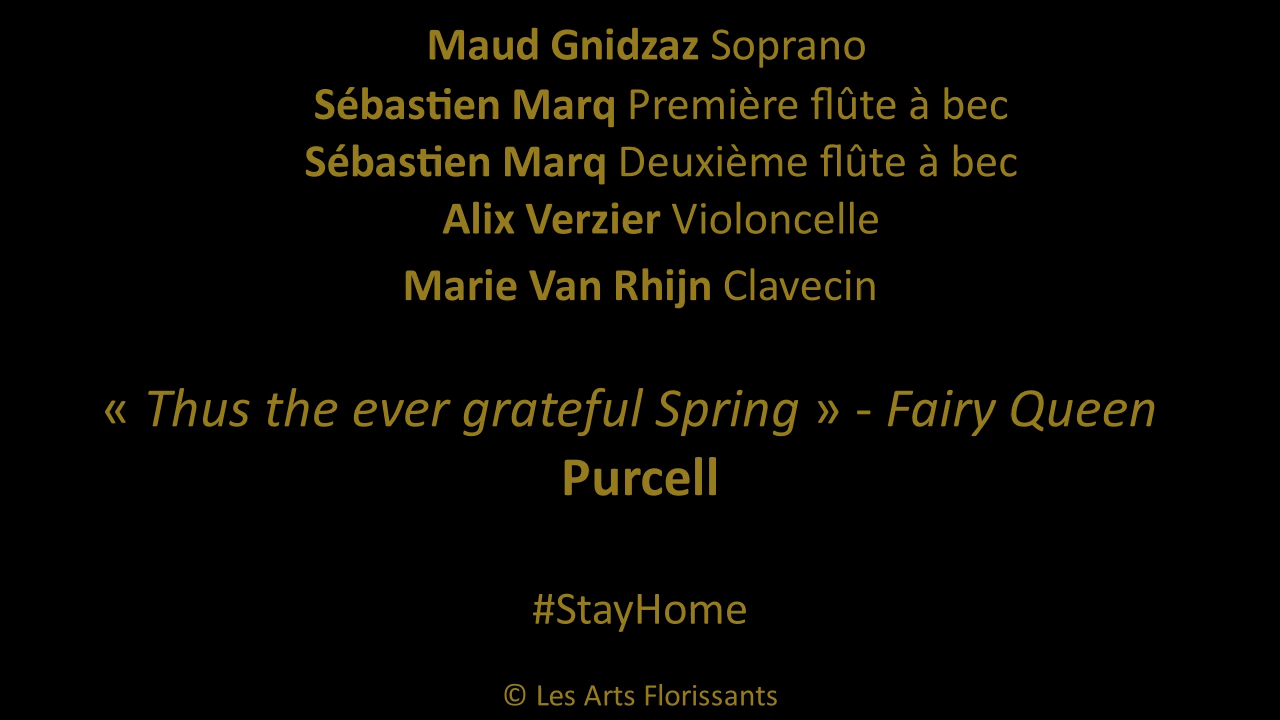 Maud Gnidzaz Soprano
Sébastien Marq Première flûte à bec
Sébastien Marq Deuxième flûte à bec
Alix Verzier Violoncelle
Marie Van Rhijn Clavecin
« Thus the ever grateful Spring » - Fairy Queen
Purcell
#StayHome
© Les Arts Florissants